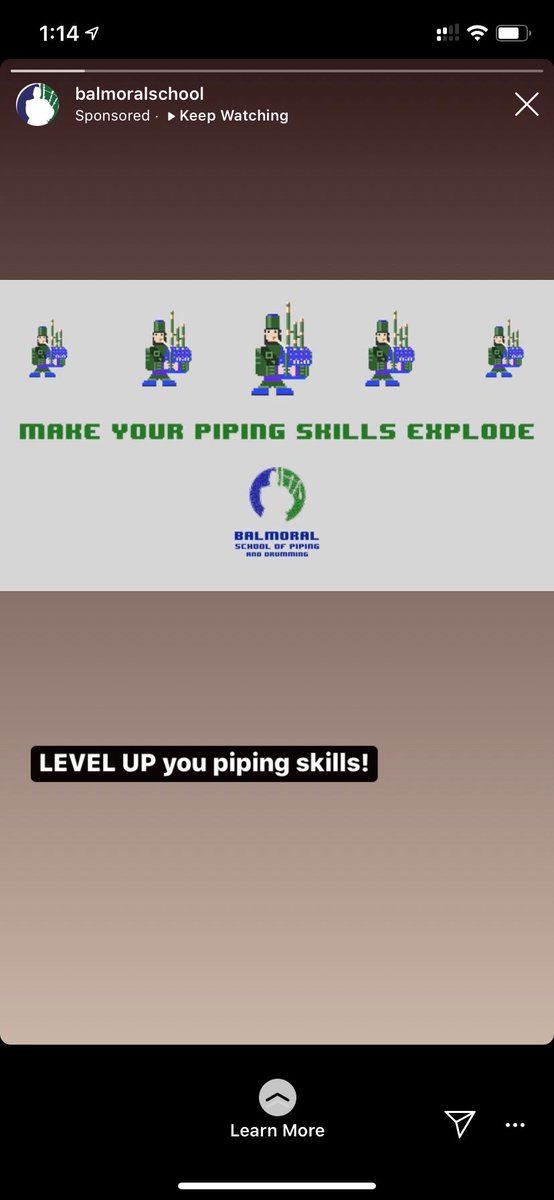 1:14
balmoralschool
Sponsored · Keep Watching
MAKE YOUR PIPING SKILLS EXPLODE
BALMORAL
SCHOOL OF PIPING
AND DRUMMING
LEVEL UP you piping skills!
Learn More